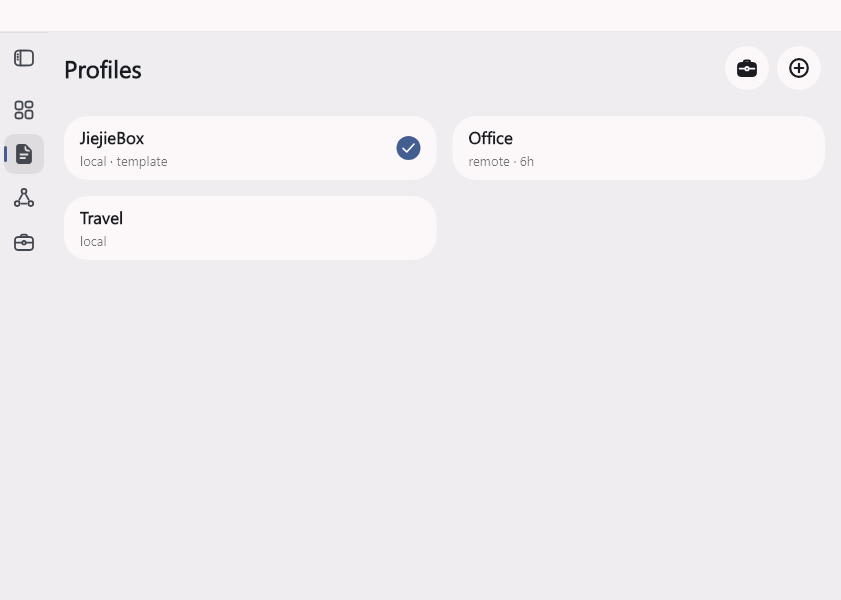 Profiles
JiejieBox
local · template
Office
remote · 6h
Travel
local